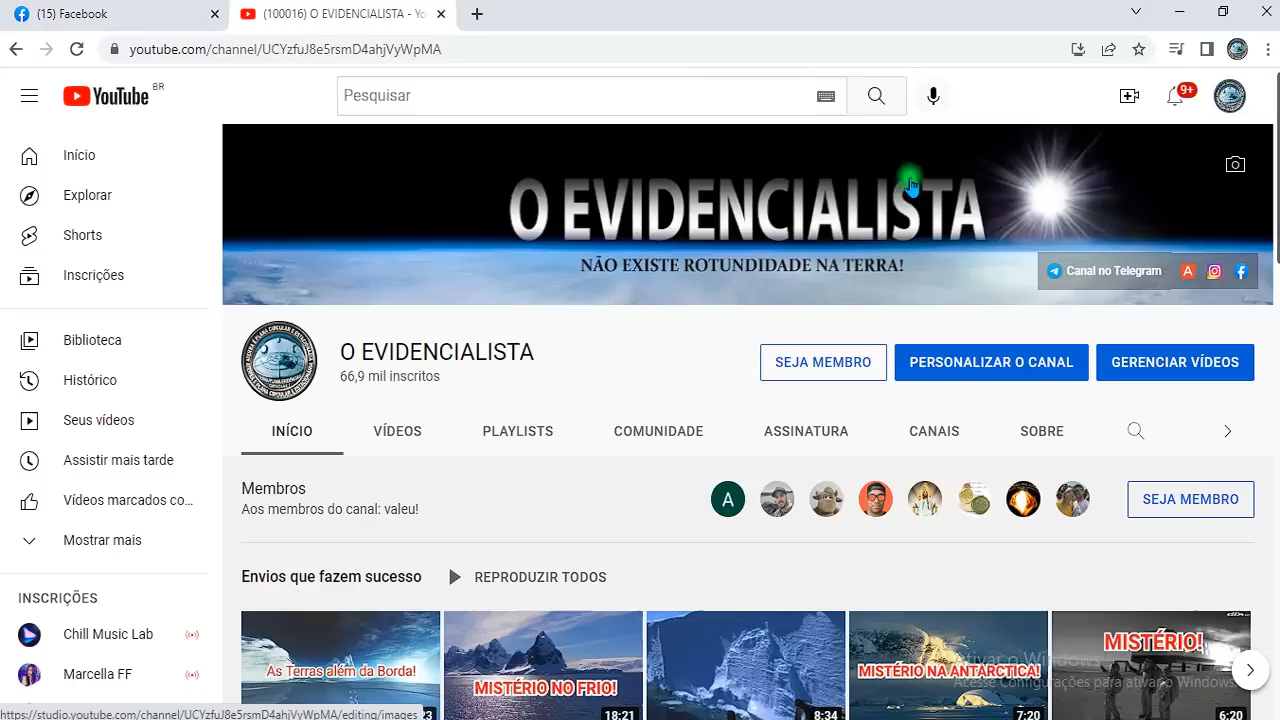 (15) Facebook
(100016) O EVIDENCIALISTA - Yo
youtube.com/channel/UCYzfuJ8e5rsmD4ahjVyWpMA
YouTube BR
Pesquisar
9+
Início
Explorar
Shorts
Inscrições
Biblioteca
Histórico
Seus vídeos
Assistir mais tarde
Vídeos marcados co...
Mostrar mais
INSCRIÇÕES
Chill Music Lab
Marcella FF
O EVIDENCIALISTA
NÃO EXISTE ROTUNDIDADE NA TERRA!
Canal no Telegram
O EVIDENCIALISTA
66,9 mil inscritos
SEJA MEMBRO
PERSONALIZAR O CANAL
GERENCIAR VÍDEOS
INÍCIO VÍDEOS PLAYLISTS COMUNIDADE ASSINATURA CANAIS SOBRE
Membros
Aos membros do canal: valeu!
A
SEJA MEMBRO
Envios que fazem sucesso
REPRODUZIR TODOS
As Terras além da Borda!
MISTÉRIO NO FRIO!
18:21
8:34
MISTÉRIO NA ANTARCTICA!
7:20
MISTÉRIO!
6:20
Ativar o Windows
Acesse Configurações para ativar o Windows.
https://studio.youtube.com/channel/UCYzfuJ8e5rsmD4ahjVyWpMA/editing/images